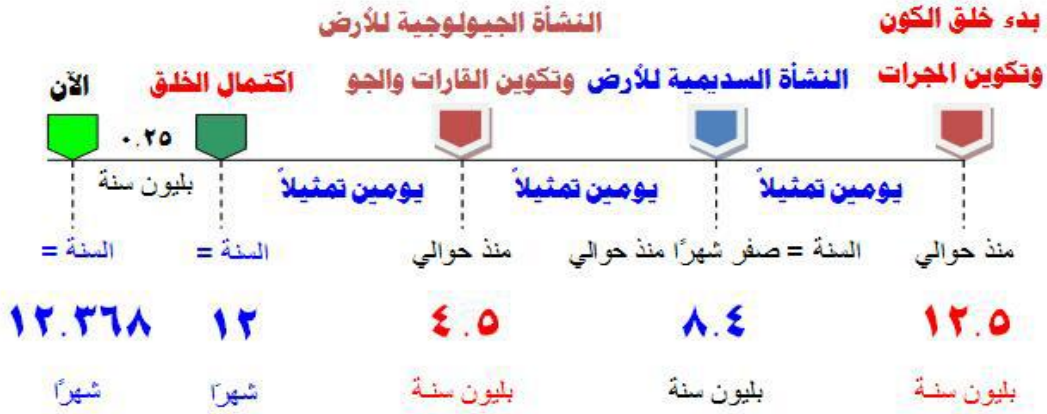 بدء خلق الكون
وتكوين المجرات
النشأة السديمية للأرض
النشأة الجيولوجية للأرض
وتكوين القارات والجو
اكتمال الخلق
الآن
٠.٢٥
بليون سنة
يومين تمثيلاً
يومين تمثيلاً
يومين تمثيلاً
منذ حوالي
١٢.٥
بليون سنة
السنة = صفر شهرًا منذ حوالي
٨.٤
بليون سنة
منذ حوالي
٤.٥
بليون سنة
السنة =
١٢
شهرًا
السنة =
١٢.٣٦٨
شهرًا